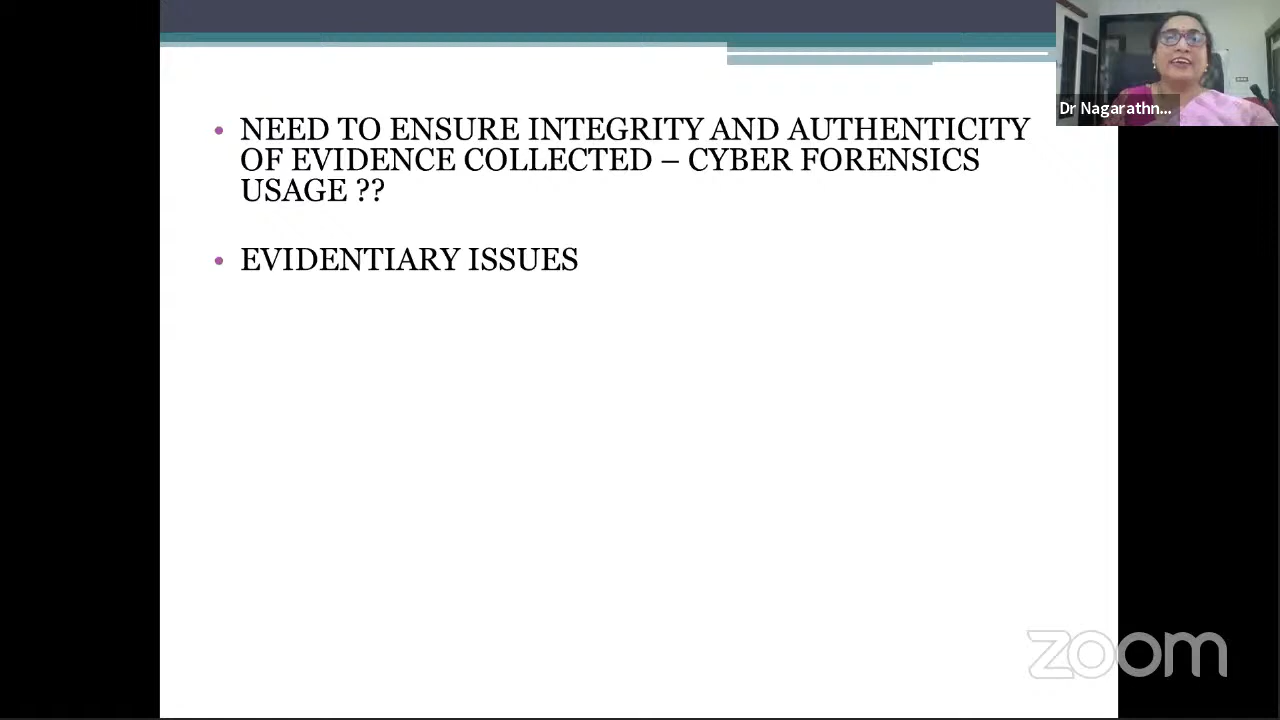 NEED TO ENSURE INTEGRITY AND AUTHENTICITY
OF EVIDENCE COLLECTED – CYBER FORENSICS
USAGE ??
EVIDENTIARY ISSUES
Dr Nagarathn...
zoom